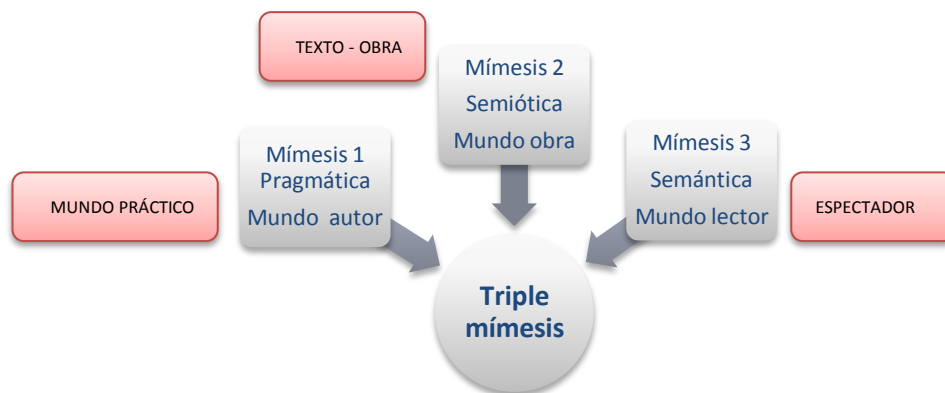 TEXTO - OBRA
Mímesis 2
Semiótica
Mundo obra
Mímesis 1
Pragmática
Mundo autor
Mímesis 3
Semántica
Mundo lector
MUNDO PRÁCTICO
ESPECTADOR
Triple
mímesis